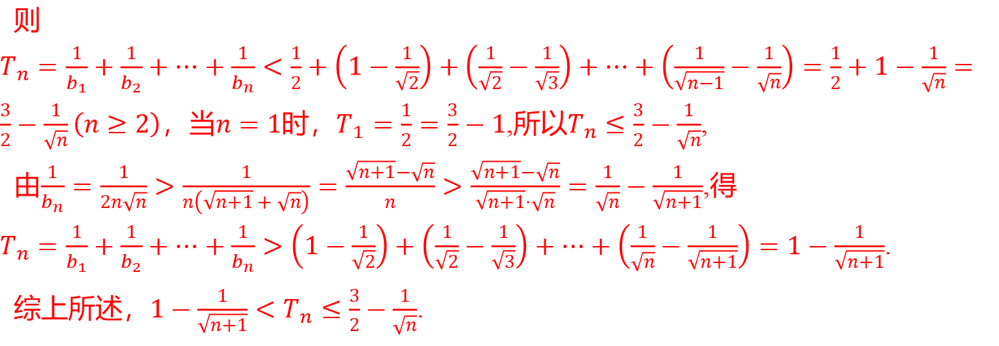 则
$T_n = \frac{1}{b_1} + \frac{1}{b_2} + \cdots + \frac{1}{b_n} < \frac{1}{2} + \left(1 - \frac{1}{\sqrt{2}}\right) + \left(\frac{1}{\sqrt{2}} - \frac{1}{\sqrt{3}}\right) + \cdots + \left(\frac{1}{\sqrt{n-1}} - \frac{1}{\sqrt{n}}\right) = \frac{1}{2} + 1 - \frac{1}{\sqrt{n}} =$
$\frac{3}{2} - \frac{1}{\sqrt{n}} (n \geq 2)$，当$n = 1$时，$T_1 = \frac{1}{2} = \frac{3}{2} - 1$,所以$T_n \leq \frac{3}{2} - \frac{1}{\sqrt{n}}$,
由$\frac{1}{b_n} = \frac{1}{2n\sqrt{n}} > \frac{1}{n(\sqrt{n+1} + \sqrt{n})} = \frac{\sqrt{n+1} - \sqrt{n}}{n} > \frac{\sqrt{n+1} - \sqrt{n}}{\sqrt{n+1} \cdot \sqrt{n}} = \frac{1}{\sqrt{n}} - \frac{1}{\sqrt{n+1}}$,得
$T_n = \frac{1}{b_1} + \frac{1}{b_2} + \cdots + \frac{1}{b_n} > \left(1 - \frac{1}{\sqrt{2}}\right) + \left(\frac{1}{\sqrt{2}} - \frac{1}{\sqrt{3}}\right) + \cdots + \left(\frac{1}{\sqrt{n}} - \frac{1}{\sqrt{n+1}}\right) = 1 - \frac{1}{\sqrt{n+1}}$.
综上所述，$1 - \frac{1}{\sqrt{n+1}} < T_n \leq \frac{3}{2} - \frac{1}{\sqrt{n}}$.